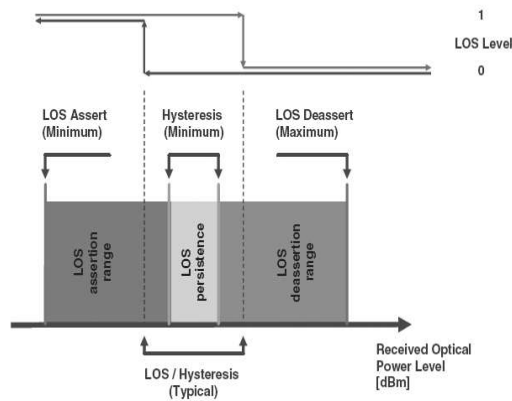 1
LOS Level
0
LOS Assert
(Minimum)
Hysteresis
(Minimum)
LOS Deassert
(Maximum)
LOS
assertion
range
LOS
persistence
LOS
deassertion
range
Received Optical
Power Level
[dBm]
LOS / Hysteresis
(Typical)